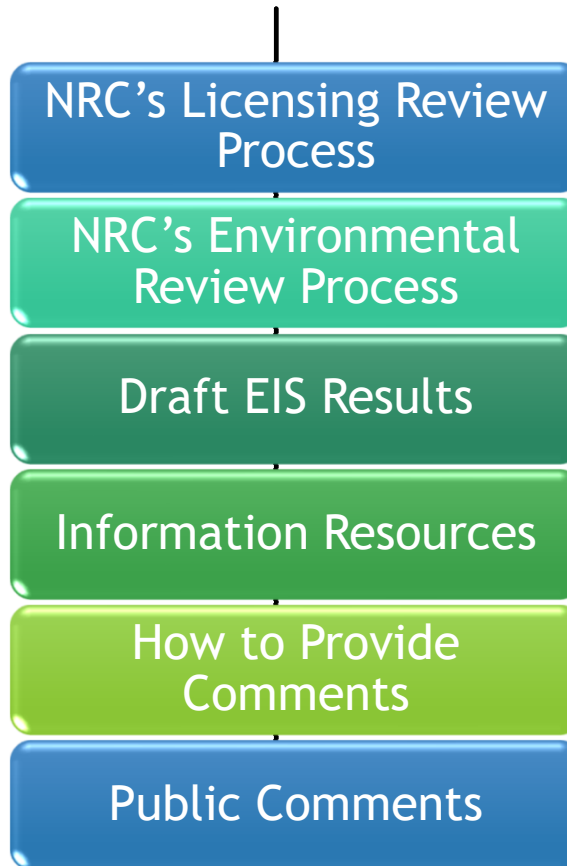 NRC’s Licensing Review
Process
NRC’s Environmental
Review Process
Draft EIS Results
Information Resources
How to Provide
Comments
Public Comments